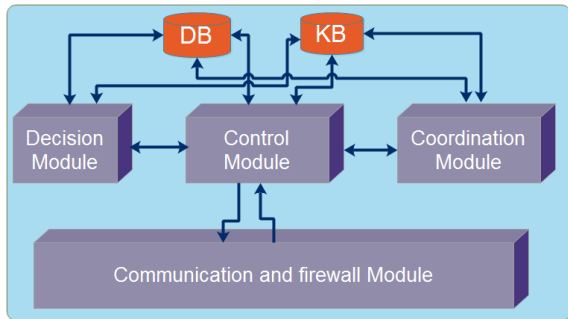 DB
KB
Decision
Module
Control
Module
Coordination
Module
Communication and firewall Module